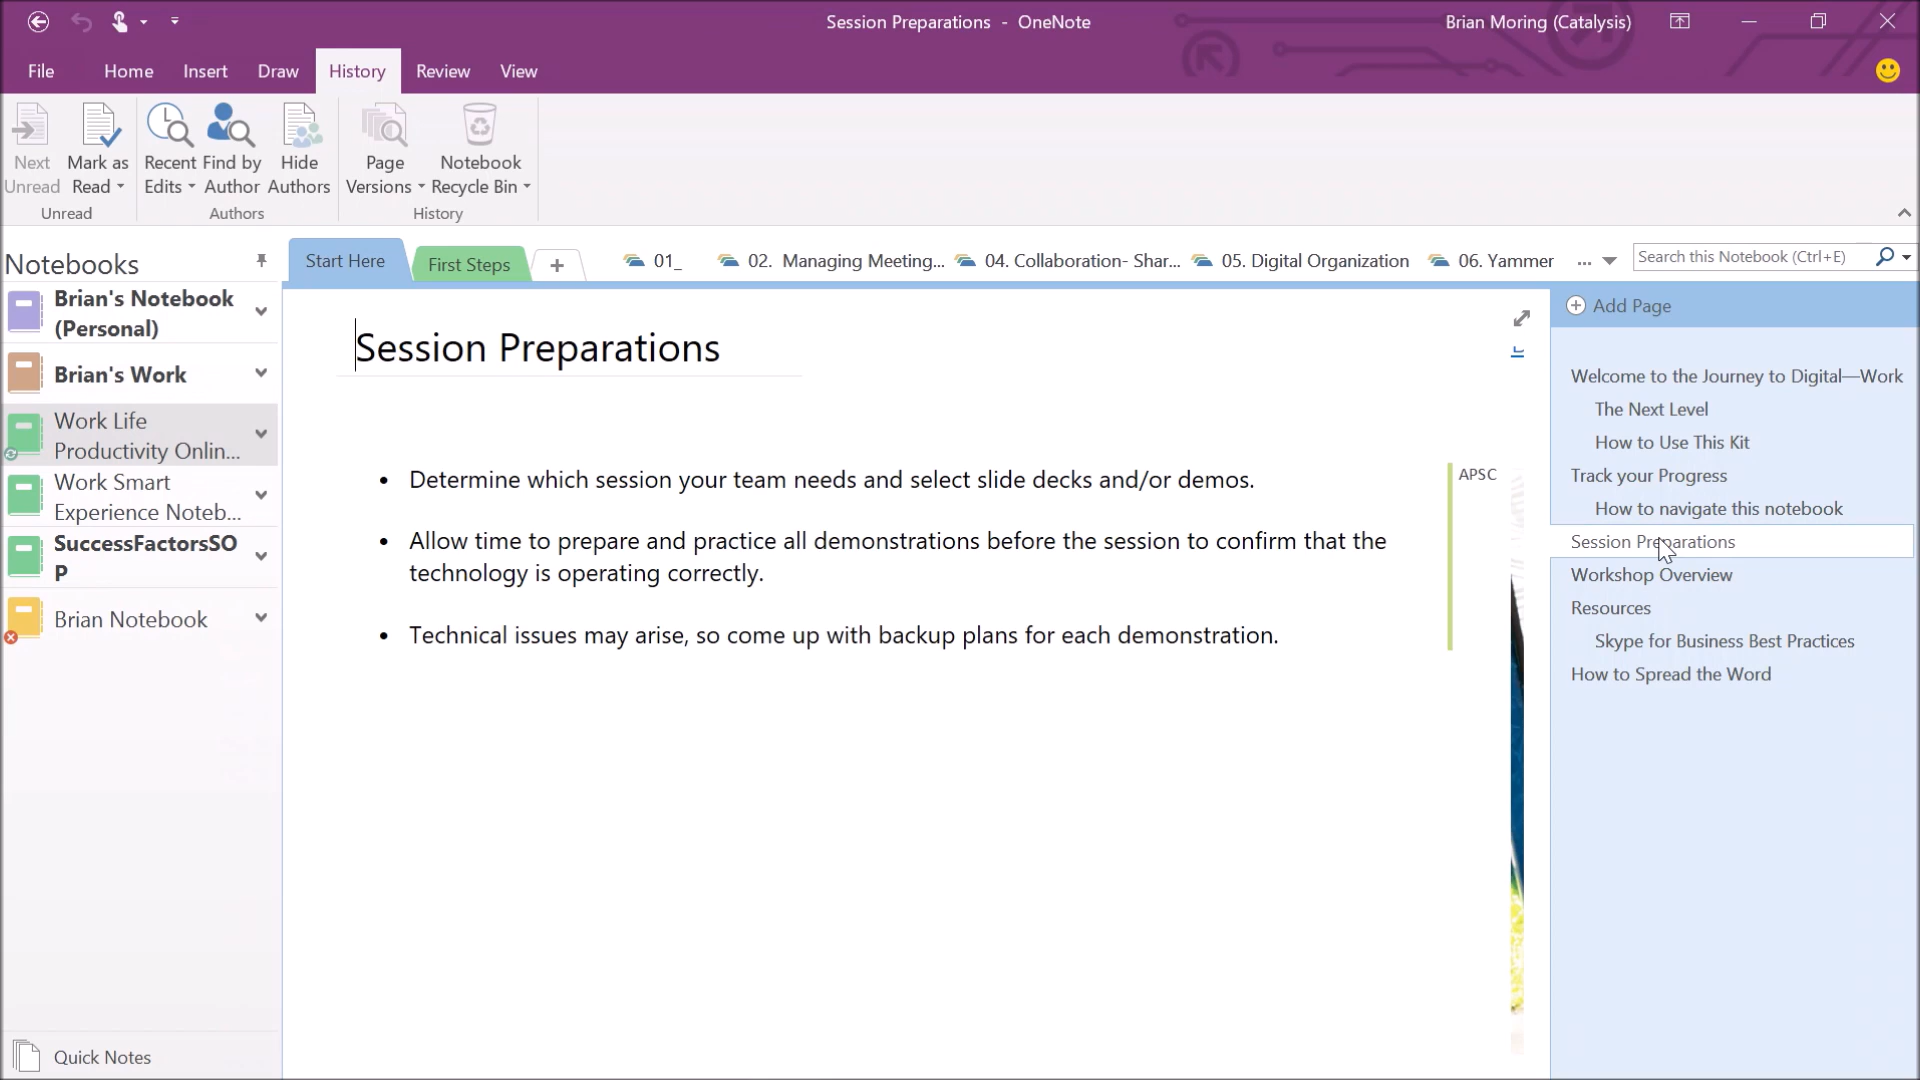 Session Preparations - OneNote
Brian Moring (Catalysis)
File
Home
Insert
Draw
History
Review
View
Next
Unread
Mark as
Read
Recent
Edits
Find by
Author
Hide
Authors
Page
Versions
Notebook
Recycle Bin
Unread
Authors
History
Notebooks
Brian's Notebook
(Personal)
Brian's Work
Work Life
Productivity Onlin...
Work Smart
Experience Noteb...
SuccessFactorsSO
P
Brian Notebook
Quick Notes
Start Here
First Steps
01_
02. Managing Meeting...
04. Collaboration- Shar...
05. Digital Organization
06. Yammer
...
Search this Notebook (Ctrl+E)
Session Preparations
• Determine which session your team needs and select slide decks and/or demos.
• Allow time to prepare and practice all demonstrations before the session to confirm that the
technology is operating correctly.
• Technical issues may arise, so come up with backup plans for each demonstration.
APSC
Add Page
Welcome to the Journey to Digital—Work
The Next Level
How to Use This Kit
Track your Progress
How to navigate this notebook
Session Preparations
Workshop Overview
Resources
Skype for Business Best Practices
How to Spread the Word